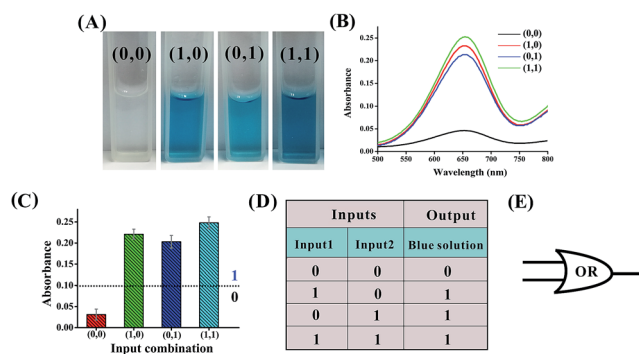 (A)
(0,0) (1,0) (0,1) (1,1)
(B)
(0,0)
(1,0)
(0,1)
(1,1)
Absorbance
0.25
0.20
0.15
0.10
0.05
0.00
500 550 600 650 700 750 800
Wavelength (nm)
(C)
Absorbance
0.25
0.20
0.15
0.10
0.05
0.00
1
0
(0,0) (1,0) (0,1) (1,1)
Input combination
(D)
Inputs Output
Input1 Input2 Blue solution
0 0 0
1 0 1
0 1 1
1 1 1
(E)
OR